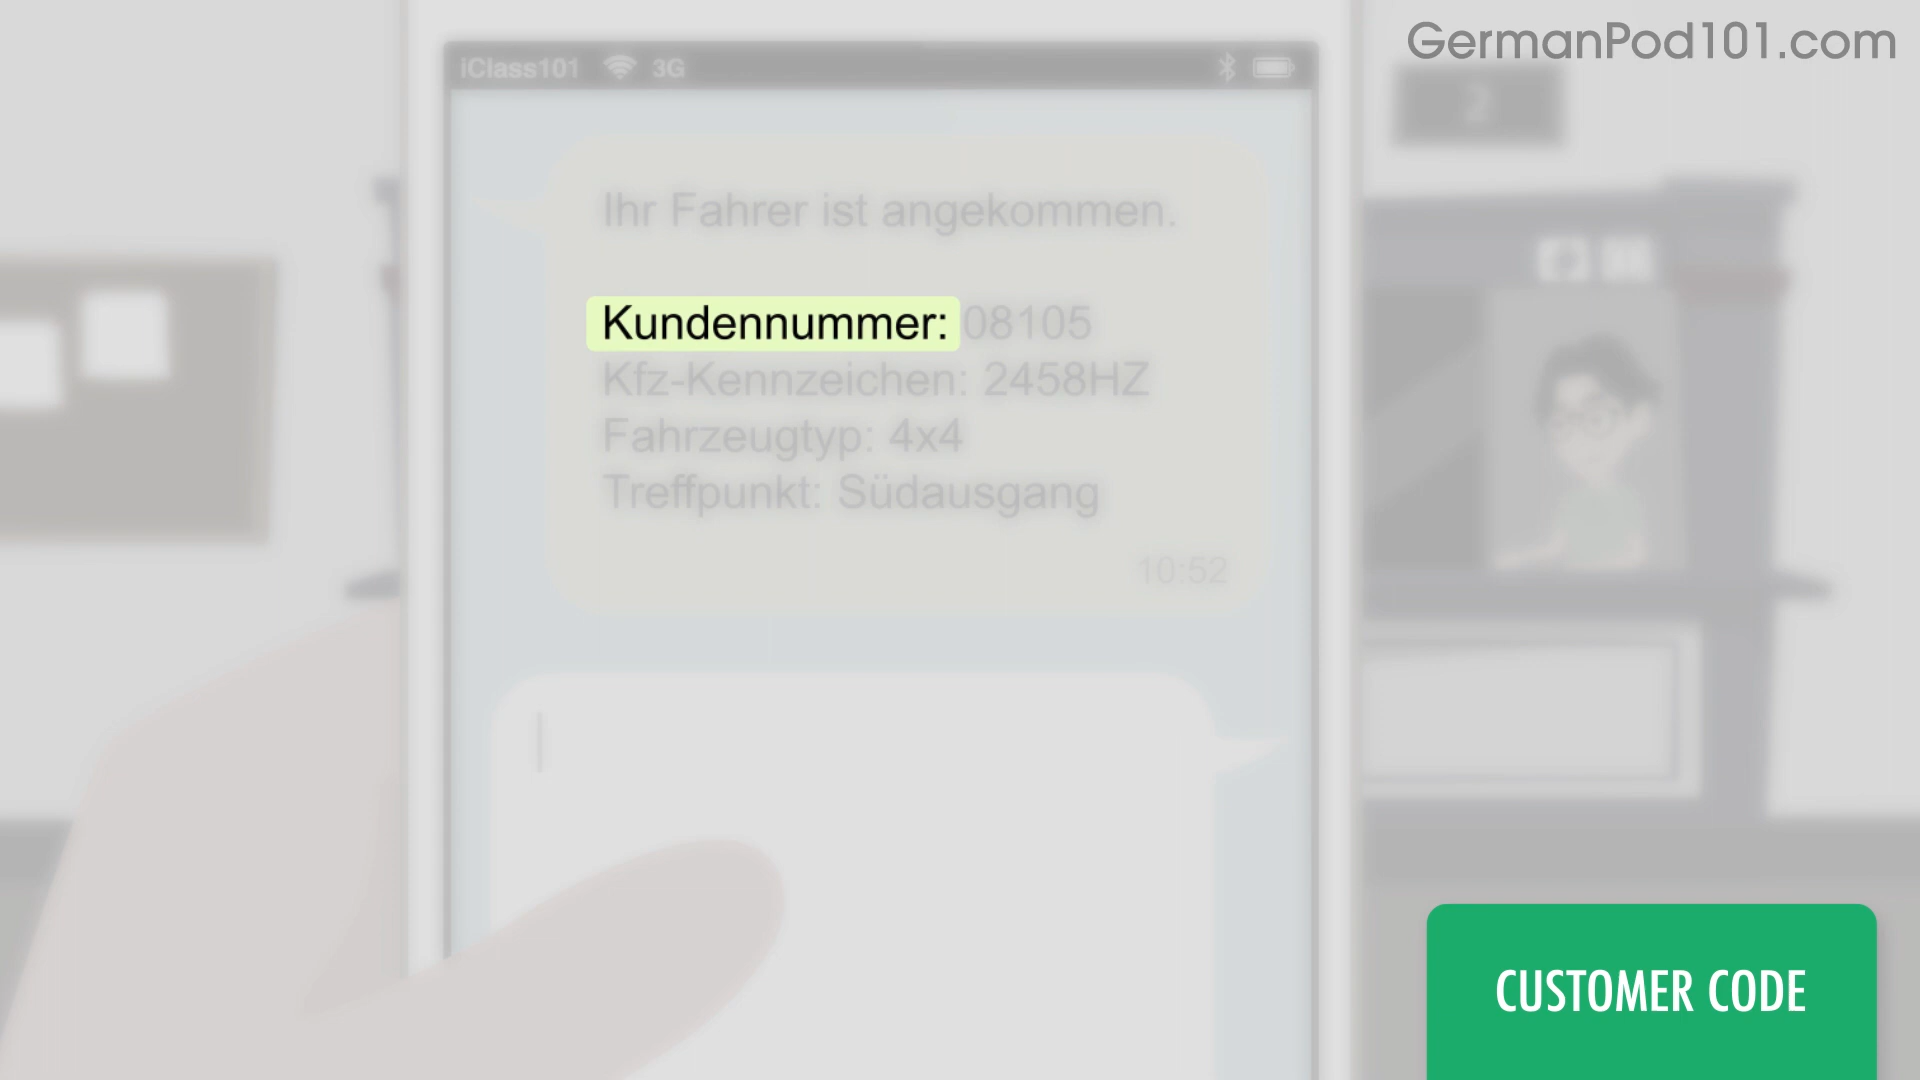 GermanPod101.com
iClass101 3G
2
Ihr Fahrer ist angekommen.
Kundennummer: 08105
Kfz-Kennzeichen: 2458HZ
Fahrzeugtyp: 4x4
Treffpunkt: Südausgang
10:52
CUSTOMER CODE